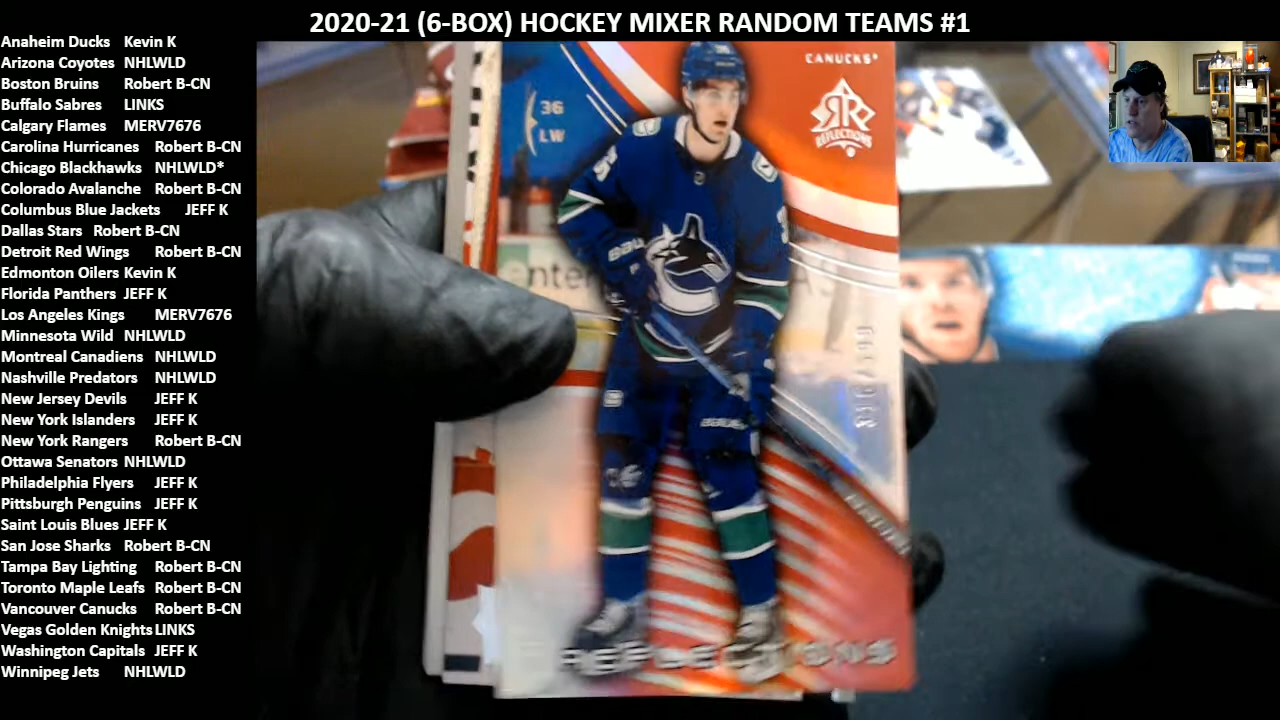 2020-21 (6-BOX) HOCKEY MIXER RANDOM TEAMS #1
Anaheim Ducks Kevin K
Arizona Coyotes NHLWLD
Boston Bruins Robert B-CN
Buffalo Sabres LINKS
Calgary Flames MERV7676
Carolina Hurricanes Robert B-CN
Chicago Blackhawks NHLWLD*
Colorado Avalanche Robert B-CN
Columbus Blue Jackets JEFF K
Dallas Stars Robert B-CN
Detroit Red Wings Robert B-CN
Edmonton Oilers Kevin K
Florida Panthers JEFF K
Los Angeles Kings MERV7676
Minnesota Wild NHLWLD
Montreal Canadiens NHLWLD
Nashville Predators NHLWLD
New Jersey Devils JEFF K
New York Islanders JEFF K
New York Rangers Robert B-CN
Ottawa Senators NHLWLD
Philadelphia Flyers JEFF K
Pittsburgh Penguins JEFF K
Saint Louis Blues JEFF K
San Jose Sharks Robert B-CN
Tampa Bay Lighting Robert B-CN
Toronto Maple Leafs Robert B-CN
Vancouver Canucks Robert B-CN
Vegas Golden Knights LINKS
Washington Capitals JEFF K
Winnipeg Jets NHLWLD
CANUCKS
36
LW
RR
REFLECTIONS
REFLECTIONS